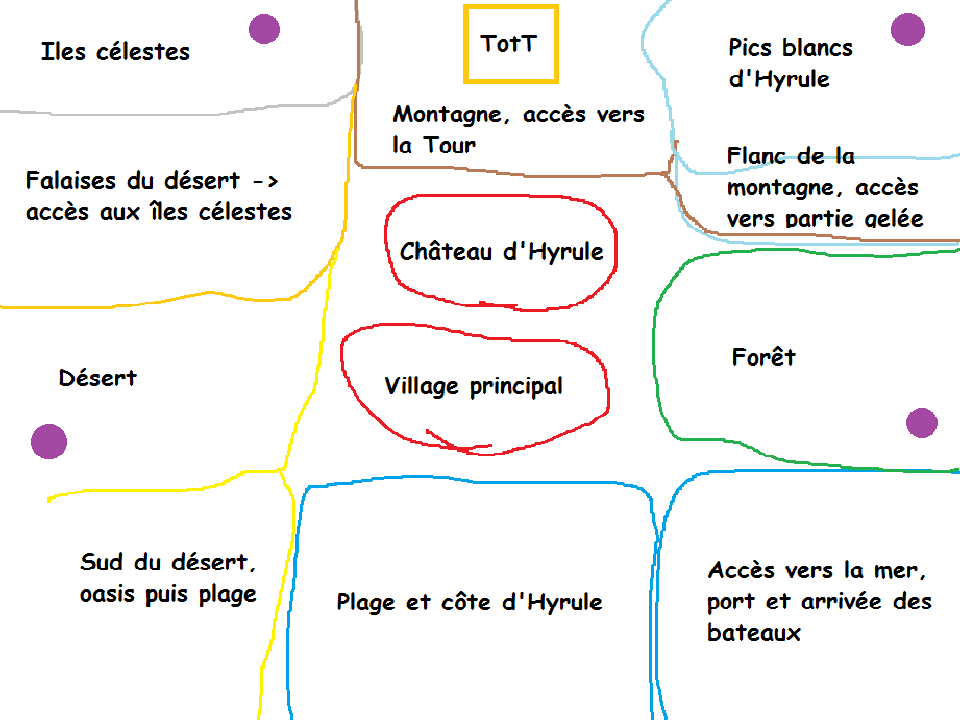 Iles célestes
TotT
Pics blancs
d'Hyrule
Montagne, accès vers
la Tour
Flanc de la
montagne, accès
vers partie gelée
Falaises du désert ->
accès aux îles célestes
Château d'Hyrule
Désert
Village principal
Forêt
Sud du désert,
oasis puis plage
Plage et côte d'Hyrule
Accès vers la mer,
port et arrivée des
bateaux